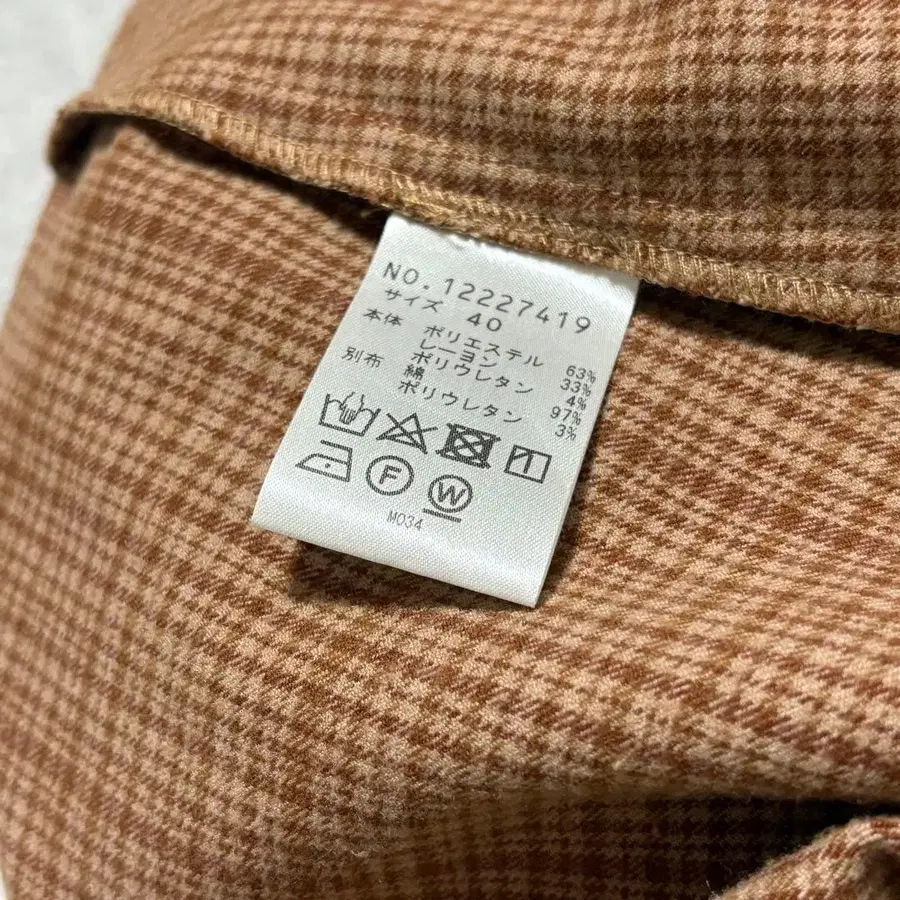 NO.12227419
サイズ 40
本体 ポリエステル 63%
レーヨン 33%
ポリウレタン 4%
別布 綿 97%
ポリウレタン 3%
F W
M034